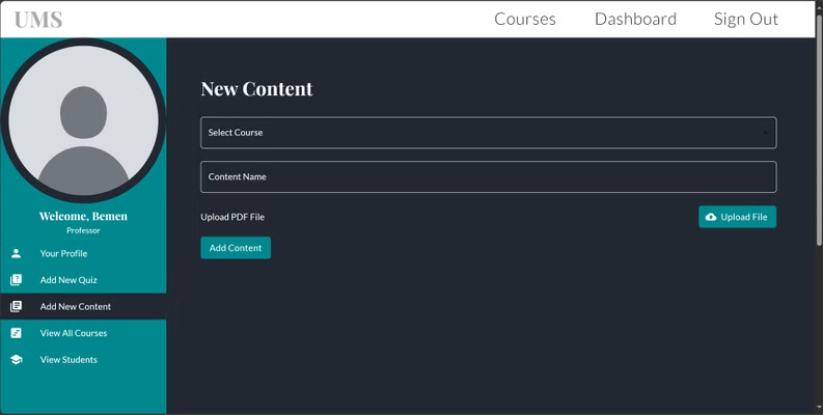 UMS
Courses Dashboard Sign Out
Welcome, Bemen
Professor
Your Profile
Add New Quiz
Add New Content
View All Courses
View Students
New Content
Select Course
Content Name
Upload PDF File
Upload File
Add Content